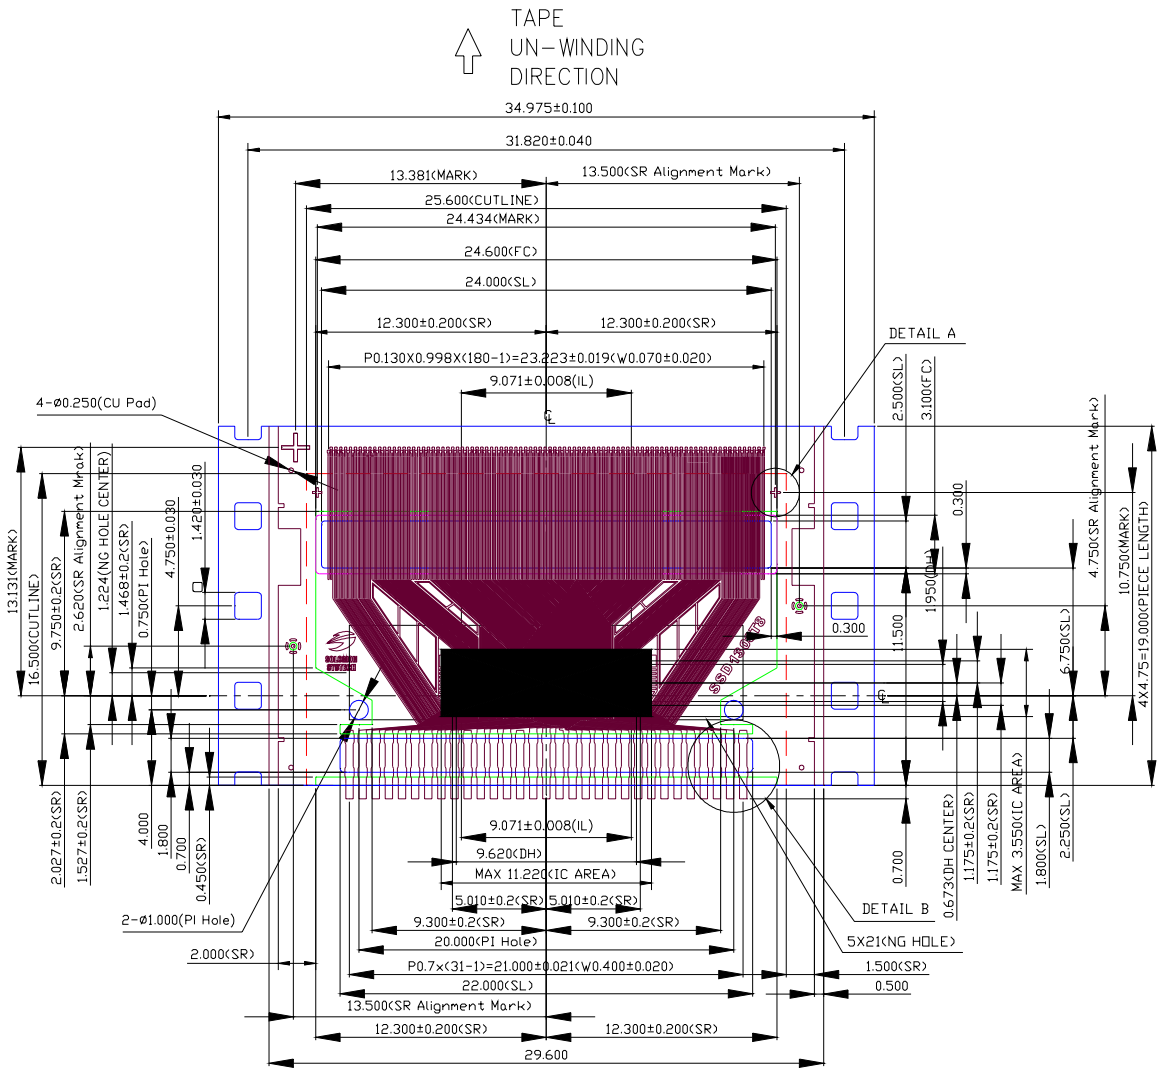 TAPE
UN-WINDING
DIRECTION
34.975±0.100
31.820±0.040
13.381(MARK)
13.500(SR Alignment Mark)
25.600(CUTLINE)
24.434(MARK)
24.600(FC)
24.000(SL)
12.300±0.200(SR)
12.300±0.200(SR)
DETAIL A
P0.130X0.998X(180-1)=23.223±0.019(W0.070±0.020)
9.071±0.008(IL)
4-ø0.250(CU Pad)
℄
13.131(MARK)
16.500(CUTLINE)
9.750±0.2(SR)
2.620(SR Alignment Mrak)
1.224(NG HOLE CENTER)
1.468±0.2(SR)
0.750(PI Hole)
4.750±0.030
1.420±0.030
2.500(SL)
3.100(FC)
1.950(DH)
11.500
0.300
0.300
6.750(SL)
4.750(SR Alignment Mark)
10.750(MARK)
4X4.75=19.000(PIECE LENGTH)
SSD1306T8
℄
2.027±0.2(SR)
1.527±0.2(SR)
4.000
1.800
0.700
0.450(SR)
0.700
0.673(DH CENTER)
1.175±0.2(SR)
1.175±0.2(SR)
MAX 3.550(IC AREA)
1.800(SL)
2.250(SL)
9.071±0.008(IL)
9.620(DH)
MAX 11.220(IC AREA)
5.010±0.2(SR)
5.010±0.2(SR)
DETAIL B
2-ø1.000(PI Hole)
9.300±0.2(SR)
9.300±0.2(SR)
20.000(PI Hole)
5X21(NG HOLE)
2.000(SR)
P0.7x(31-1)=21.000±0.021(W0.400±0.020)
1.500(SR)
22.000(SL)
0.500
13.500(SR Alignment Mark)
12.300±0.200(SR)
12.300±0.200(SR)
29.600